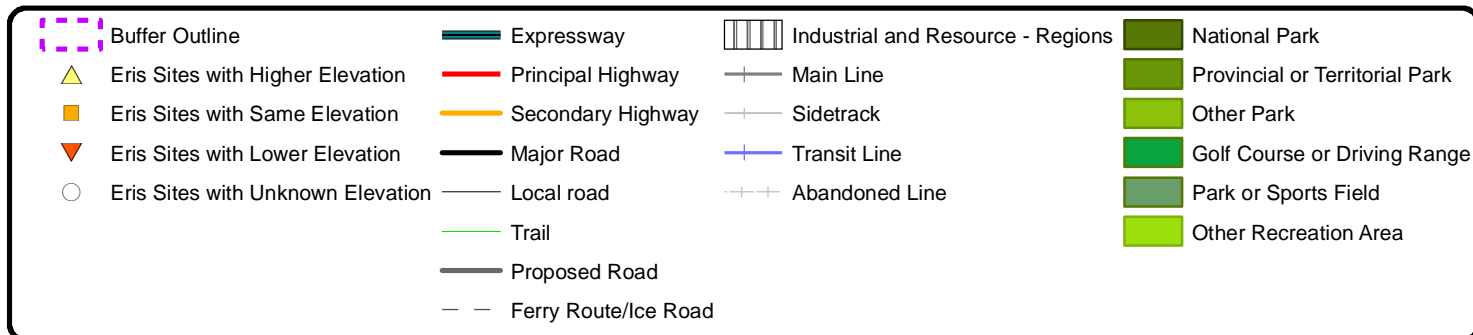 Buffer Outline
Eris Sites with Higher Elevation
Eris Sites with Same Elevation
Eris Sites with Lower Elevation
Eris Sites with Unknown Elevation
Expressway
Principal Highway
Secondary Highway
Major Road
Local road
Trail
Proposed Road
Ferry Route/Ice Road
Industrial and Resource - Regions
Main Line
Sidetrack
Transit Line
Abandoned Line
National Park
Provincial or Territorial Park
Other Park
Golf Course or Driving Range
Park or Sports Field
Other Recreation Area